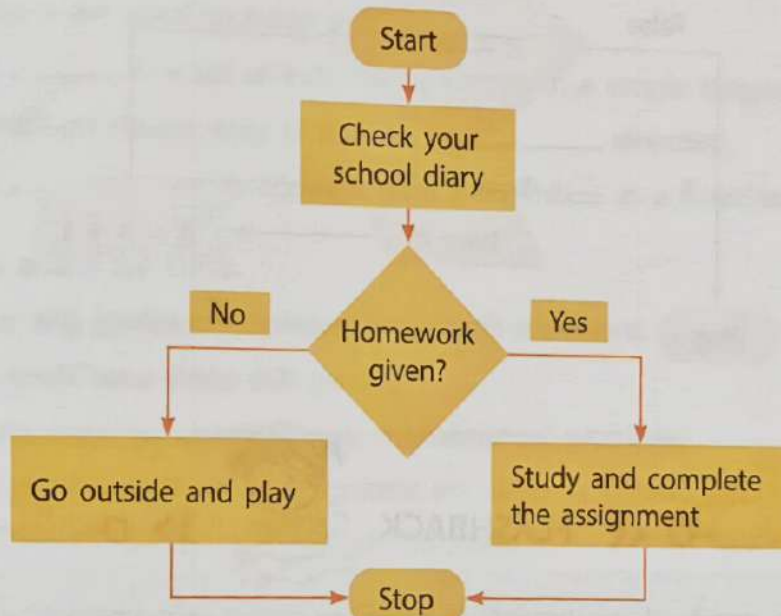 Start
Check your
school diary
Homework
given?
No
Yes
Go outside and play
Study and complete
the assignment
Stop